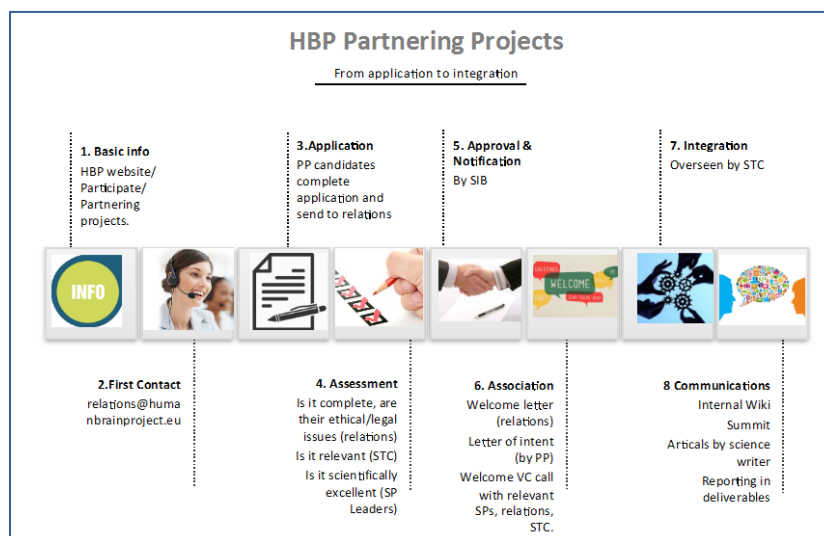 HBP Partnering Projects
From application to integration
1. Basic info
HBP website/
Participate/
Partnering
projects.
3.Application
PP candidates
complete
application and
send to relations
5. Approval &
Notification
By SIB
7. Integration
Overseen by STC
INFO
WELCOME
2.First Contact
relations@huma
nbrainproject.eu
4. Assessment
Is it complete, are
their ethical/legal
issues (relations)
Is it relevant (STC)
Is it scientifically
excellent (SP
Leaders)
6. Association
Welcome letter
(relations)
Letter of intent
(by PP)
Welcome VC call
with relevant
SPs, relations,
STC.
8 Communications
Internal Wiki
Summit
Articals by science
writer
Reporting in
deliverables